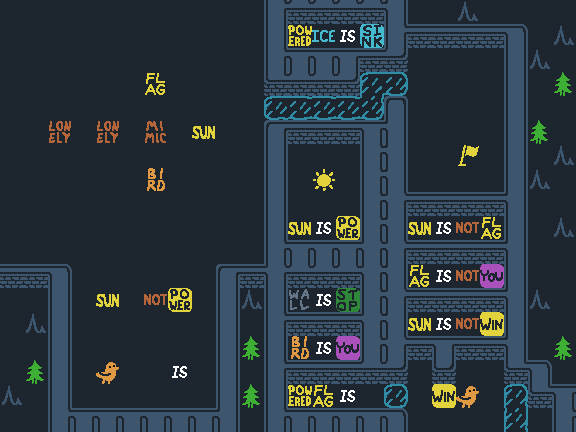 POWERED ICE IS SINK
FLAG
LONELY LONELY MIMIC SUN
BIRD
SUN IS POWER
SUN IS NOT FLAG
FLAG IS NOT YOU
SUN NOT POWER
WALL IS STOP
SUN IS NOT WIN
BIRD IS YOU
IS
POWERED FLAG IS
WIN